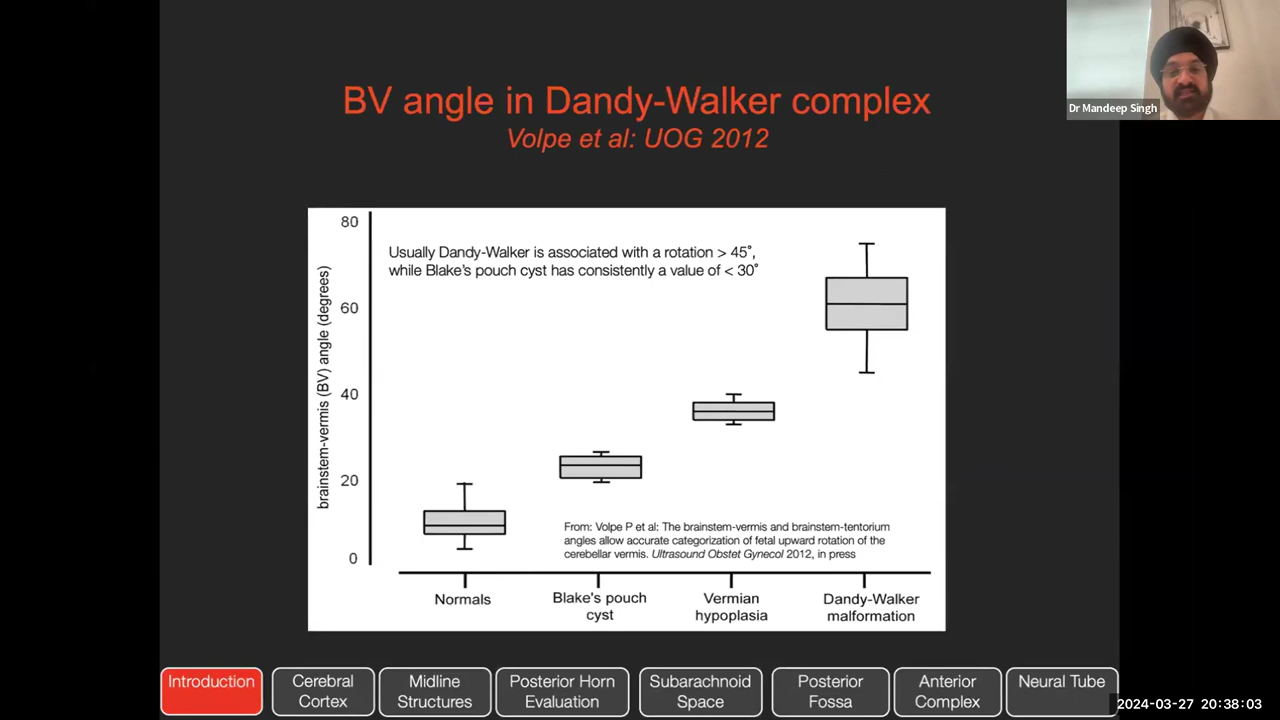 BV angle in Dandy-Walker complex
Volpe et al: UOG 2012
Dr Mandeep Singh
80
60
40
20
0
brainstem-vermis (BV) angle (degrees)
Usually Dandy-Walker is associated with a rotation > 45˚,
while Blake's pouch cyst has consistently a value of < 30˚
From: Volpe P et al: The brainstem-vermis and brainstem-tentorium
angles allow accurate categorization of fetal upward rotation of the
cerebellar vermis. Ultrasound Obstet Gynecol 2012, in press
Normals
Blake's pouch
cyst
Vermian
hypoplasia
Dandy-Walker
malformation
Introduction
Cerebral
Cortex
Midline
Structures
Posterior Horn
Evaluation
Subarachnoid
Space
Posterior
Fossa
Anterior
Complex
Neural Tube
2024-03-27 20:38:03